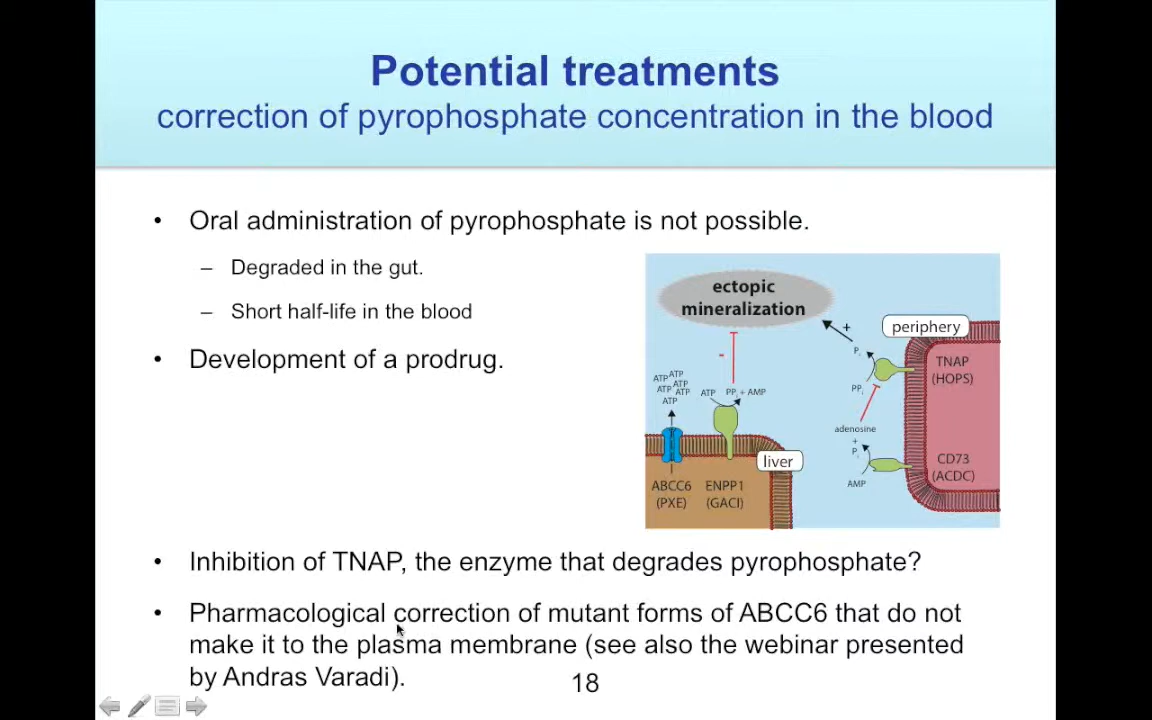 Potential treatments
correction of pyrophosphate concentration in the blood
• Oral administration of pyrophosphate is not possible.
– Degraded in the gut.
– Short half-life in the blood
• Development of a prodrug.
ectopic
mineralization
periphery
+
Pi
TNAP
(HOPS)
PPi
-
ATP ATP
ATP
ATP ATP
ATP
ATP
PPi + AMP
adenosine
+
Pi
AMP
CD73
(ACDC)
liver
ABCC6
(PXE)
ENPP1
(GACI)
• Inhibition of TNAP, the enzyme that degrades pyrophosphate?
• Pharmacological correction of mutant forms of ABCC6 that do not
make it to the plasma membrane (see also the webinar presented
by Andras Varadi).
18